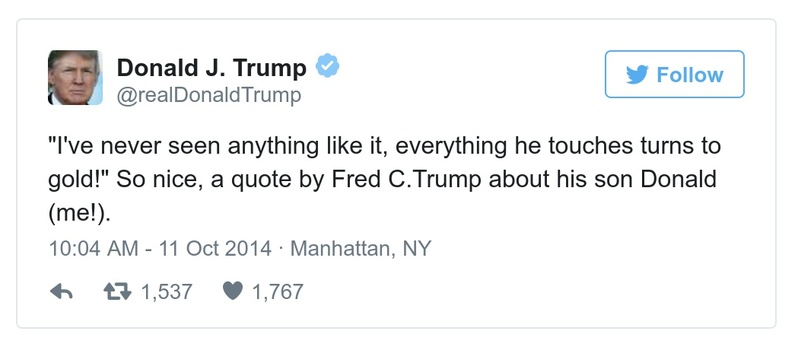 Donald J. Trump
@realDonaldTrump
Follow
"I've never seen anything like it, everything he touches turns to
gold!" So nice, a quote by Fred C.Trump about his son Donald
(me!).
10:04 AM - 11 Oct 2014 · Manhattan, NY
1,537 1,767